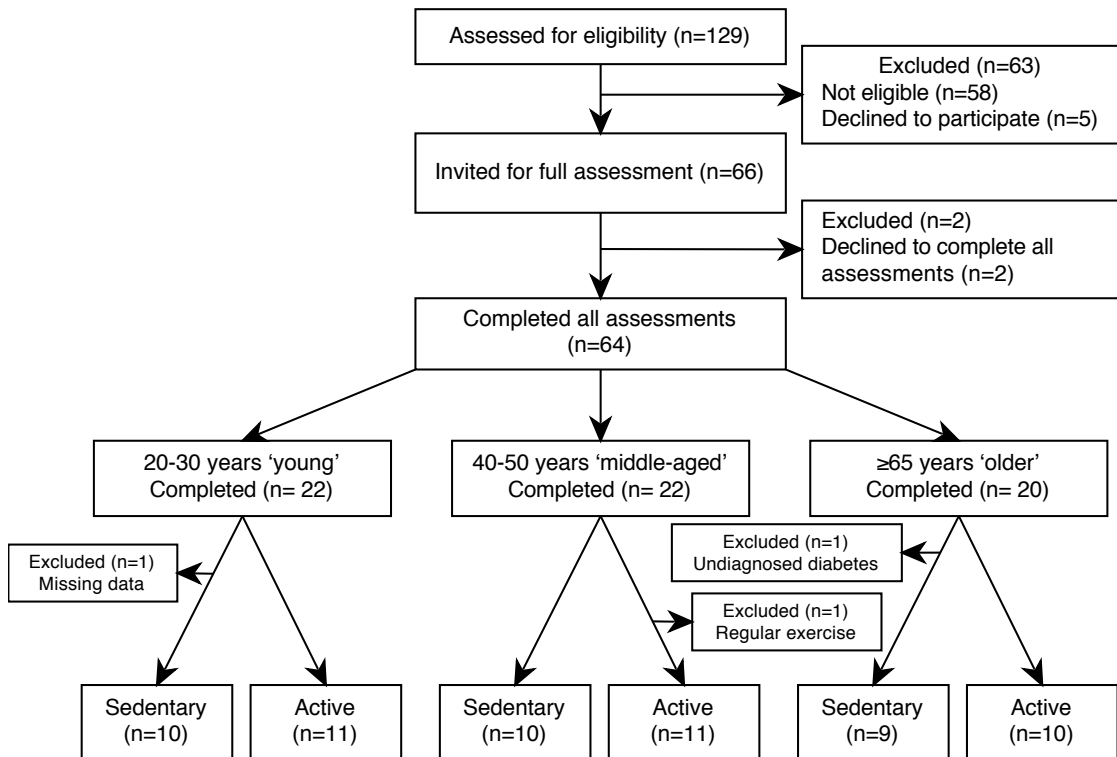 Assessed for eligibility (n=129)
Excluded (n=63)
Not eligible (n=58)
Declined to participate (n=5)
Invited for full assessment (n=66)
Excluded (n=2)
Declined to complete all
assessments (n=2)
Completed all assessments
(n=64)
20-30 years ‘young’
Completed (n= 22)
40-50 years ‘middle-aged’
Completed (n= 22)
≥65 years ‘older’
Completed (n= 20)
Excluded (n=1)
Missing data
Excluded (n=1)
Undiagnosed diabetes
Excluded (n=1)
Regular exercise
Sedentary
(n=10)
Active
(n=11)
Sedentary
(n=10)
Active
(n=11)
Sedentary
(n=9)
Active
(n=10)